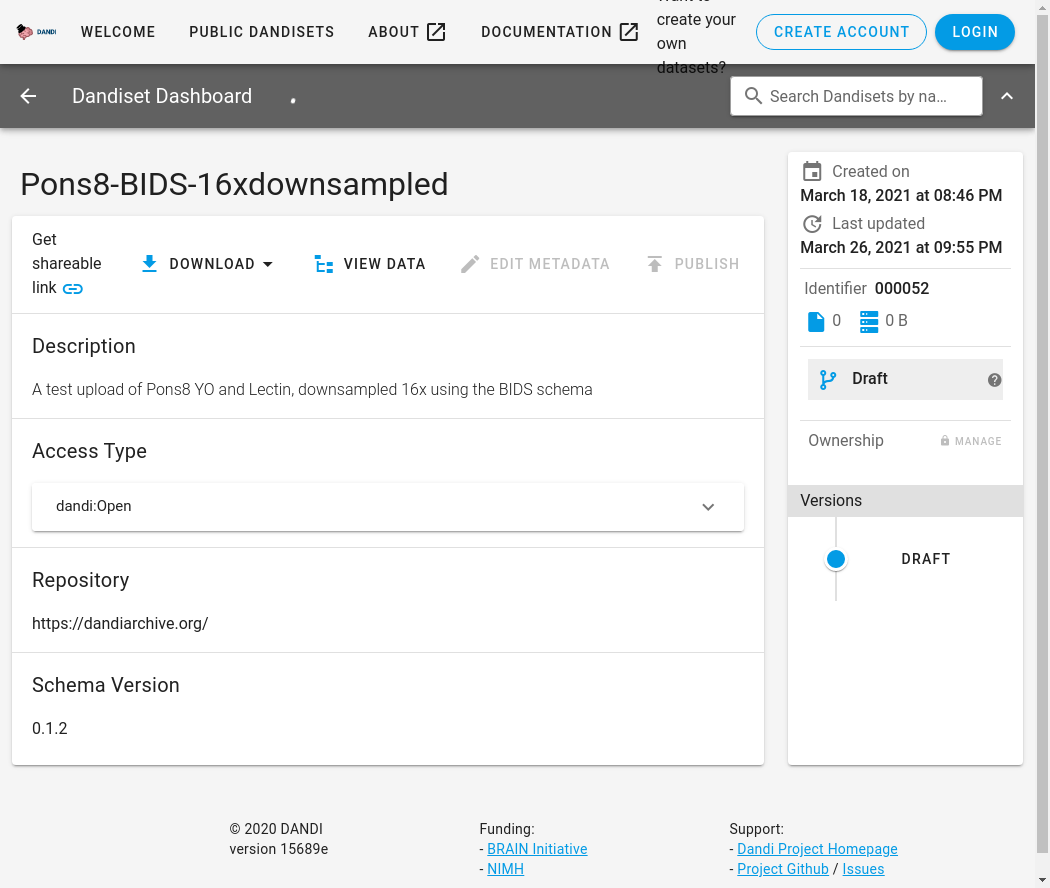 DANDI
WELCOME
PUBLIC DANDISETS
ABOUT
DOCUMENTATION
Want to
create your
own
datasets?
CREATE ACCOUNT
LOGIN
Dandiset Dashboard
Search Dandisets by na...
Pons8-BIDS-16xdownsampled
Get
shareable
link
DOWNLOAD
VIEW DATA
EDIT METADATA
PUBLISH
Description
A test upload of Pons8 YO and Lectin, downsampled 16x using the BIDS schema
Access Type
dandi:Open
Repository
https://dandiarchive.org/
Schema Version
0.1.2
Created on
March 18, 2021 at 08:46 PM
Last updated
March 26, 2021 at 09:55 PM
Identifier 000052
0 0 B
Draft
Ownership MANAGE
Versions
DRAFT
© 2020 DANDI
version 15689e
Funding:
- BRAIN Initiative
- NIMH
Support:
- Dandi Project Homepage
- Project Github / Issues